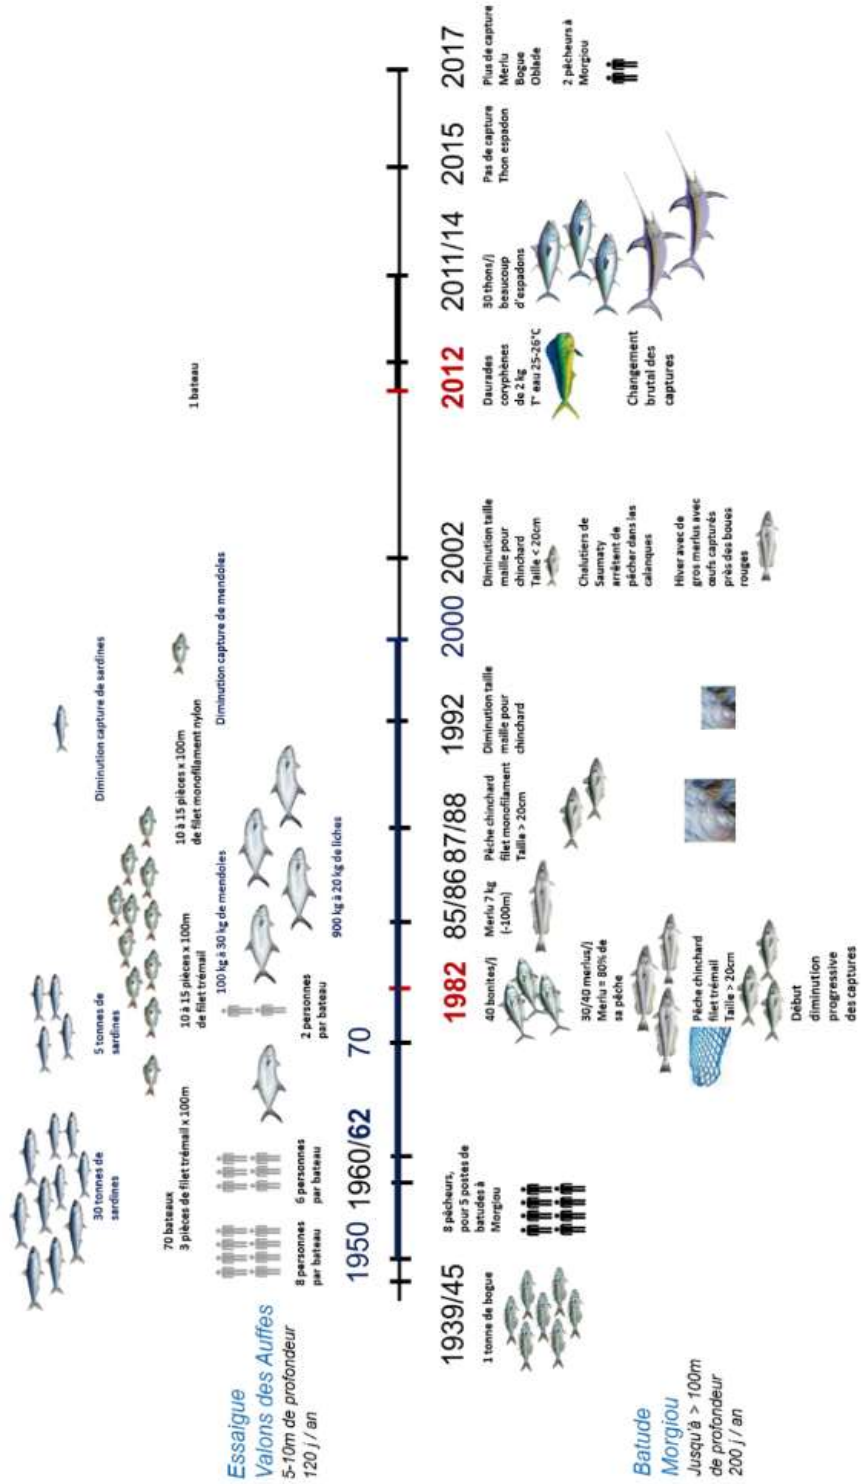 Essaigue
Valons des Auffes
5-10m de profondeur
120 j / an
30 tonnes de
sardines
5 tonnes de
sardines
Diminution capture de sardines
70 bateaux
3 pièces de filet trémail x 100m
10 à 15 pièces x 100m
de filet trémail
10 à 15 pièces x 100m
de filet monofilament nylon
1 bateau
8 personnes
par bateau
6 personnes
par bateau
2 personnes
par bateau
100 kg à 30 kg de mendoles
Diminution capture de mendoles
900 kg à 20 kg de liches
1950
1960/62
70
2000
1939/45
1982
85/86
87/88
1992
2002
2012
2011/14
2015
2017
Batude
Morgiou
Jusqu'à > 100m
de profondeur
200 j / an
1 tonne de bogue
8 pêcheurs,
pour 5 postes de
batudes à
Morgiou
40 bonites/j
30/40 merlus/j
Merlu = 80% de
sa pêche
Pêche chinchard
filet trémail
Taille > 20cm
Début
diminution
progressive
des captures
Merlu 7 kg
(-100m)
Pêche chinchard
filet monofilament
Taille > 20cm
Diminution taille
maille pour
chinchard
Diminution taille
maille pour
chinchard
Taille < 20cm
Chalutiers de
Saumaty
arrêtent de
pêcher dans les
calanques
Hiver avec de
gros merlus avec
œufs capturés
près des boues
rouges
Daurades
coryphènes
de 2 kg
T° eau 25-26°C
Changement
brutal des
captures
30 thons/j
beaucoup
d'espadons
Pas de capture
Thon espadon
Plus de capture
Merlu
Bogue
Oblade
2 pêcheurs à
Morgiou